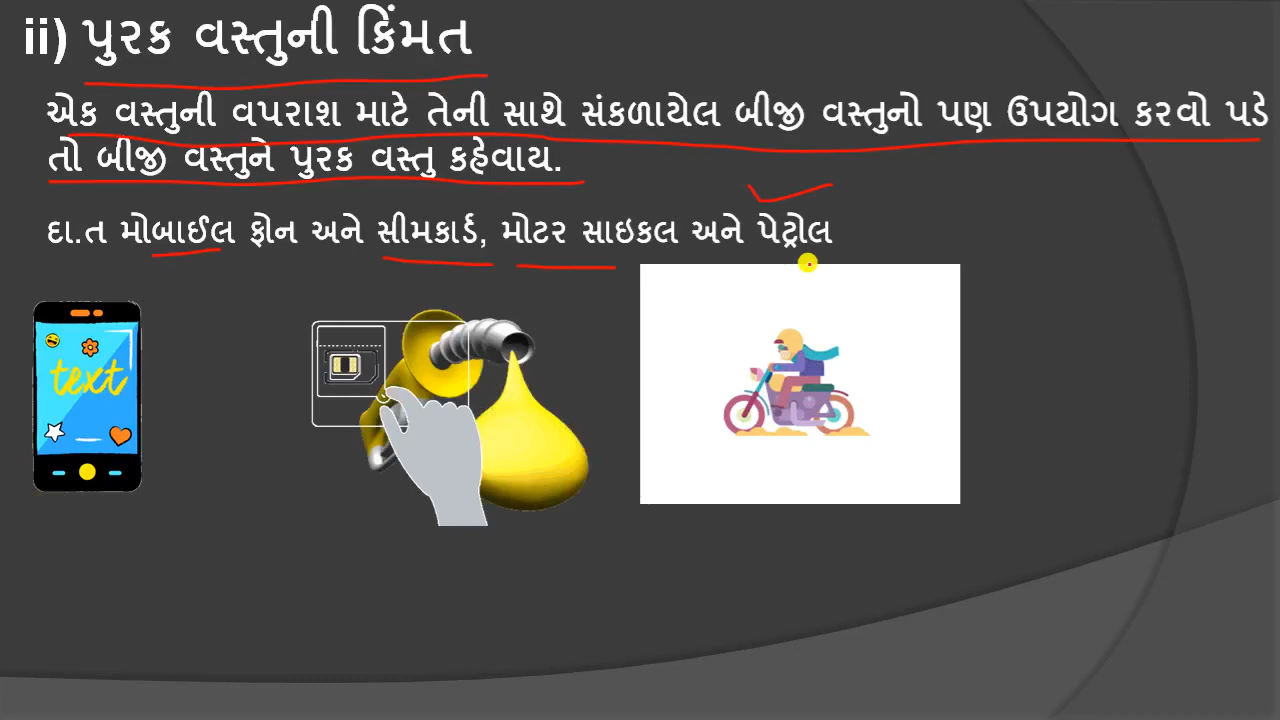 ii) પુરક વસ્તુની કિંમત
એક વસ્તુની વપરાશ માટે તેની સાથે સંકળાયેલ બીજી વસ્તુનો પણ ઉપયોગ કરવો પડે
તો બીજી વસ્તુને પુરક વસ્તુ કહેવાય.
દા.ત મોબાઈલ ફોન અને સીમકાર્ડ, મોટર સાઇકલ અને પેટ્રોલ
text